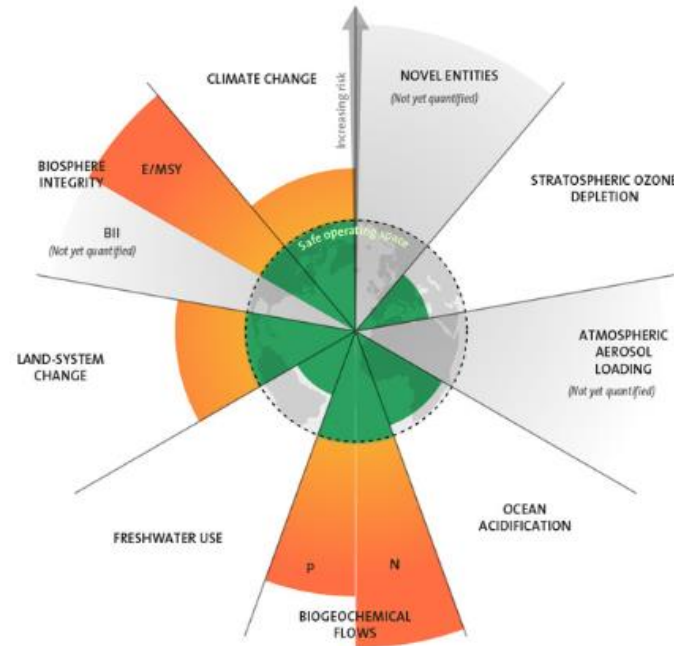 CLIMATE CHANGE
Increasing risk
NOVEL ENTITIES
(Not yet quantified)
STRATOSPHERIC OZONE
DEPLETION
BIOSPHERE
INTEGRITY
E/MSY
BII
(Not yet quantified)
Safe operating space
ATMOSPHERIC
AEROSOL
LOADING
(Not yet quantified)
LAND-SYSTEM
CHANGE
OCEAN
ACIDIFICATION
FRESHWATER USE
P
N
BIOGEOCHEMICAL
FLOWS